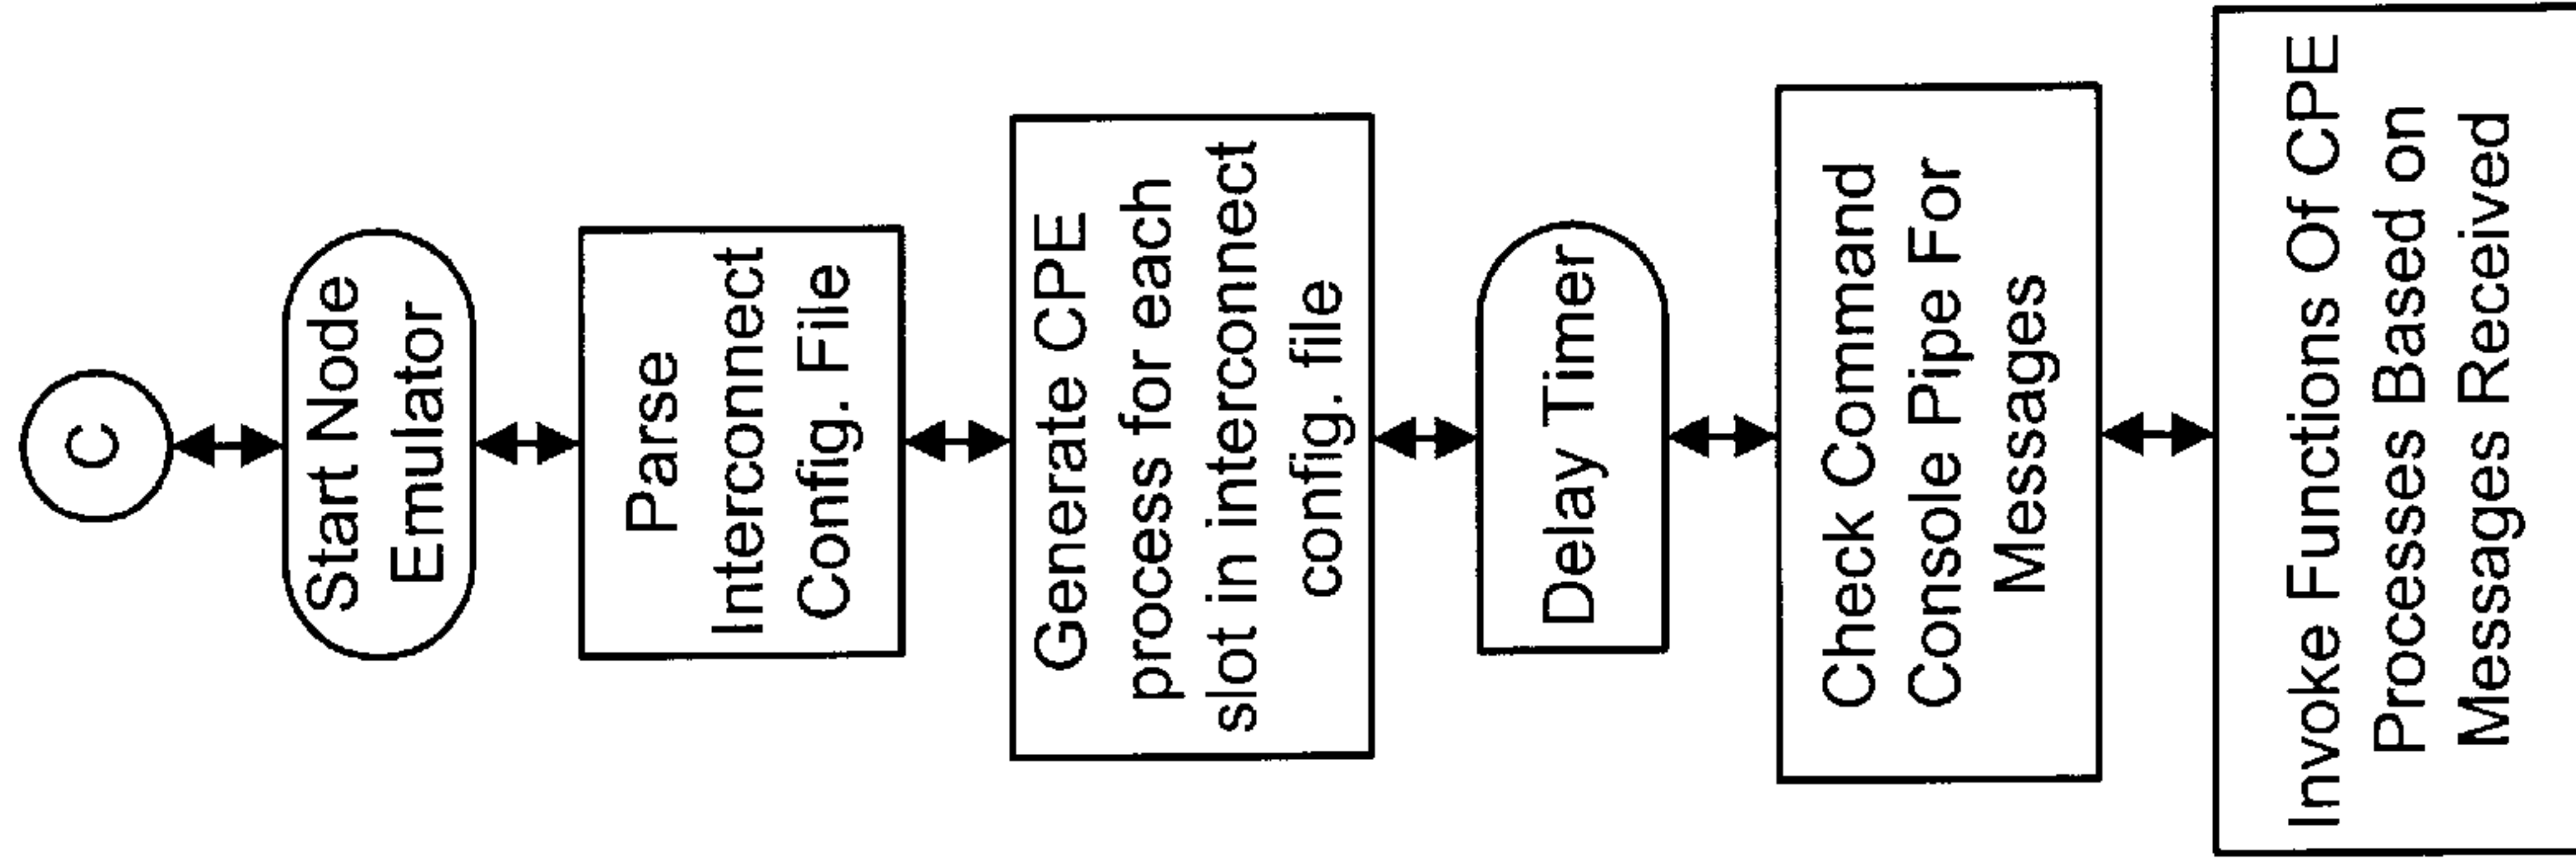 C
Start Node
Emulator
Parse
Interconnect
Config. File
Generate CPE
process for each
slot in interconnect
config. file
Delay Timer
Check Command
Console Pipe For
Messages
Invoke Functions Of CPE
Processes Based on
Messages Received